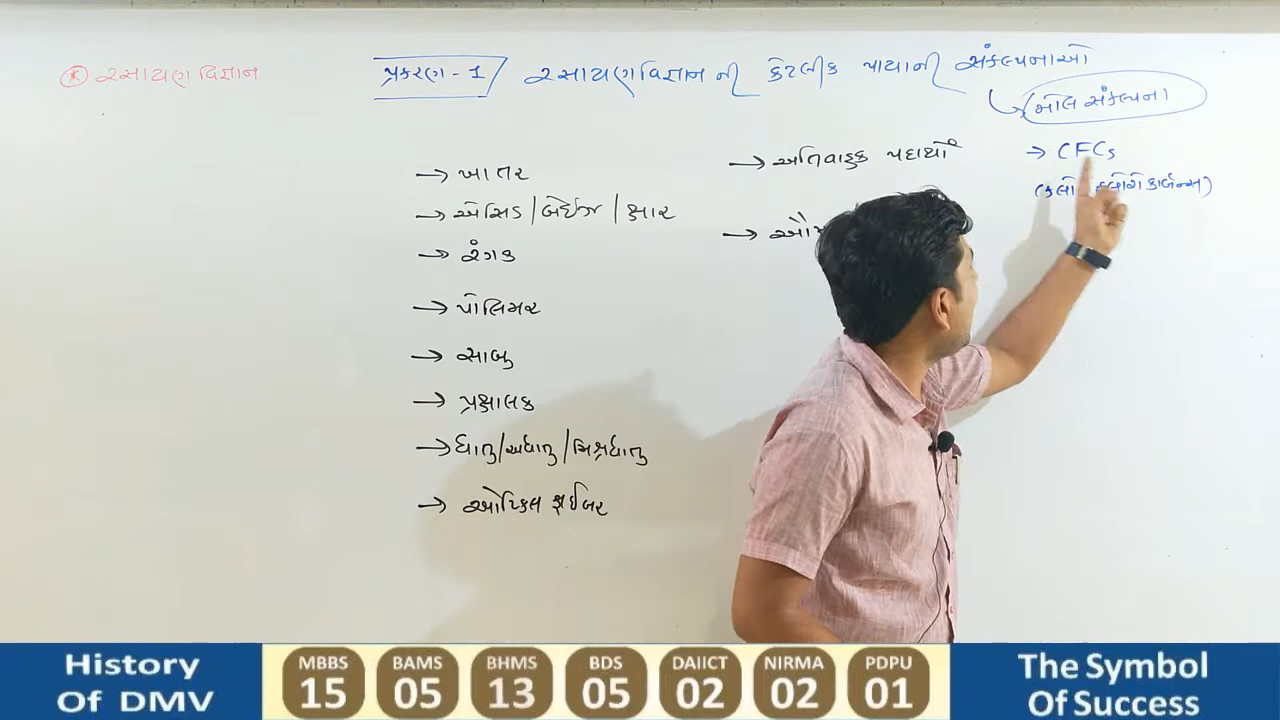 રસાયણ વિજ્ઞાન
પ્રકરણ - 1 રસાયણ વિજ્ઞાન ની કેટલીક પાયાની સંકલ્પનાઓ
(મોલ સંકલ્પના)
→ ખાતર
→ એસિડ / બેઈઝ / ક્ષાર
→ રંગક
→ પોલિમર
→ સાબુ
→ પ્રક્ષાલક
→ ધાતુ/અધાતુ/મિશ્રધાતુ
→ ઓપ્ટિકલ ફાઈબર
→ અતિવાહક પદાર્થો
→ CFCs
કાર્બન્સ)
History
Of DMV
MBBS 15
BAMS 05
BHMS 13
BDS 05
DAIICT 02
NIRMA 02
PDPU 01
The Symbol
Of Success